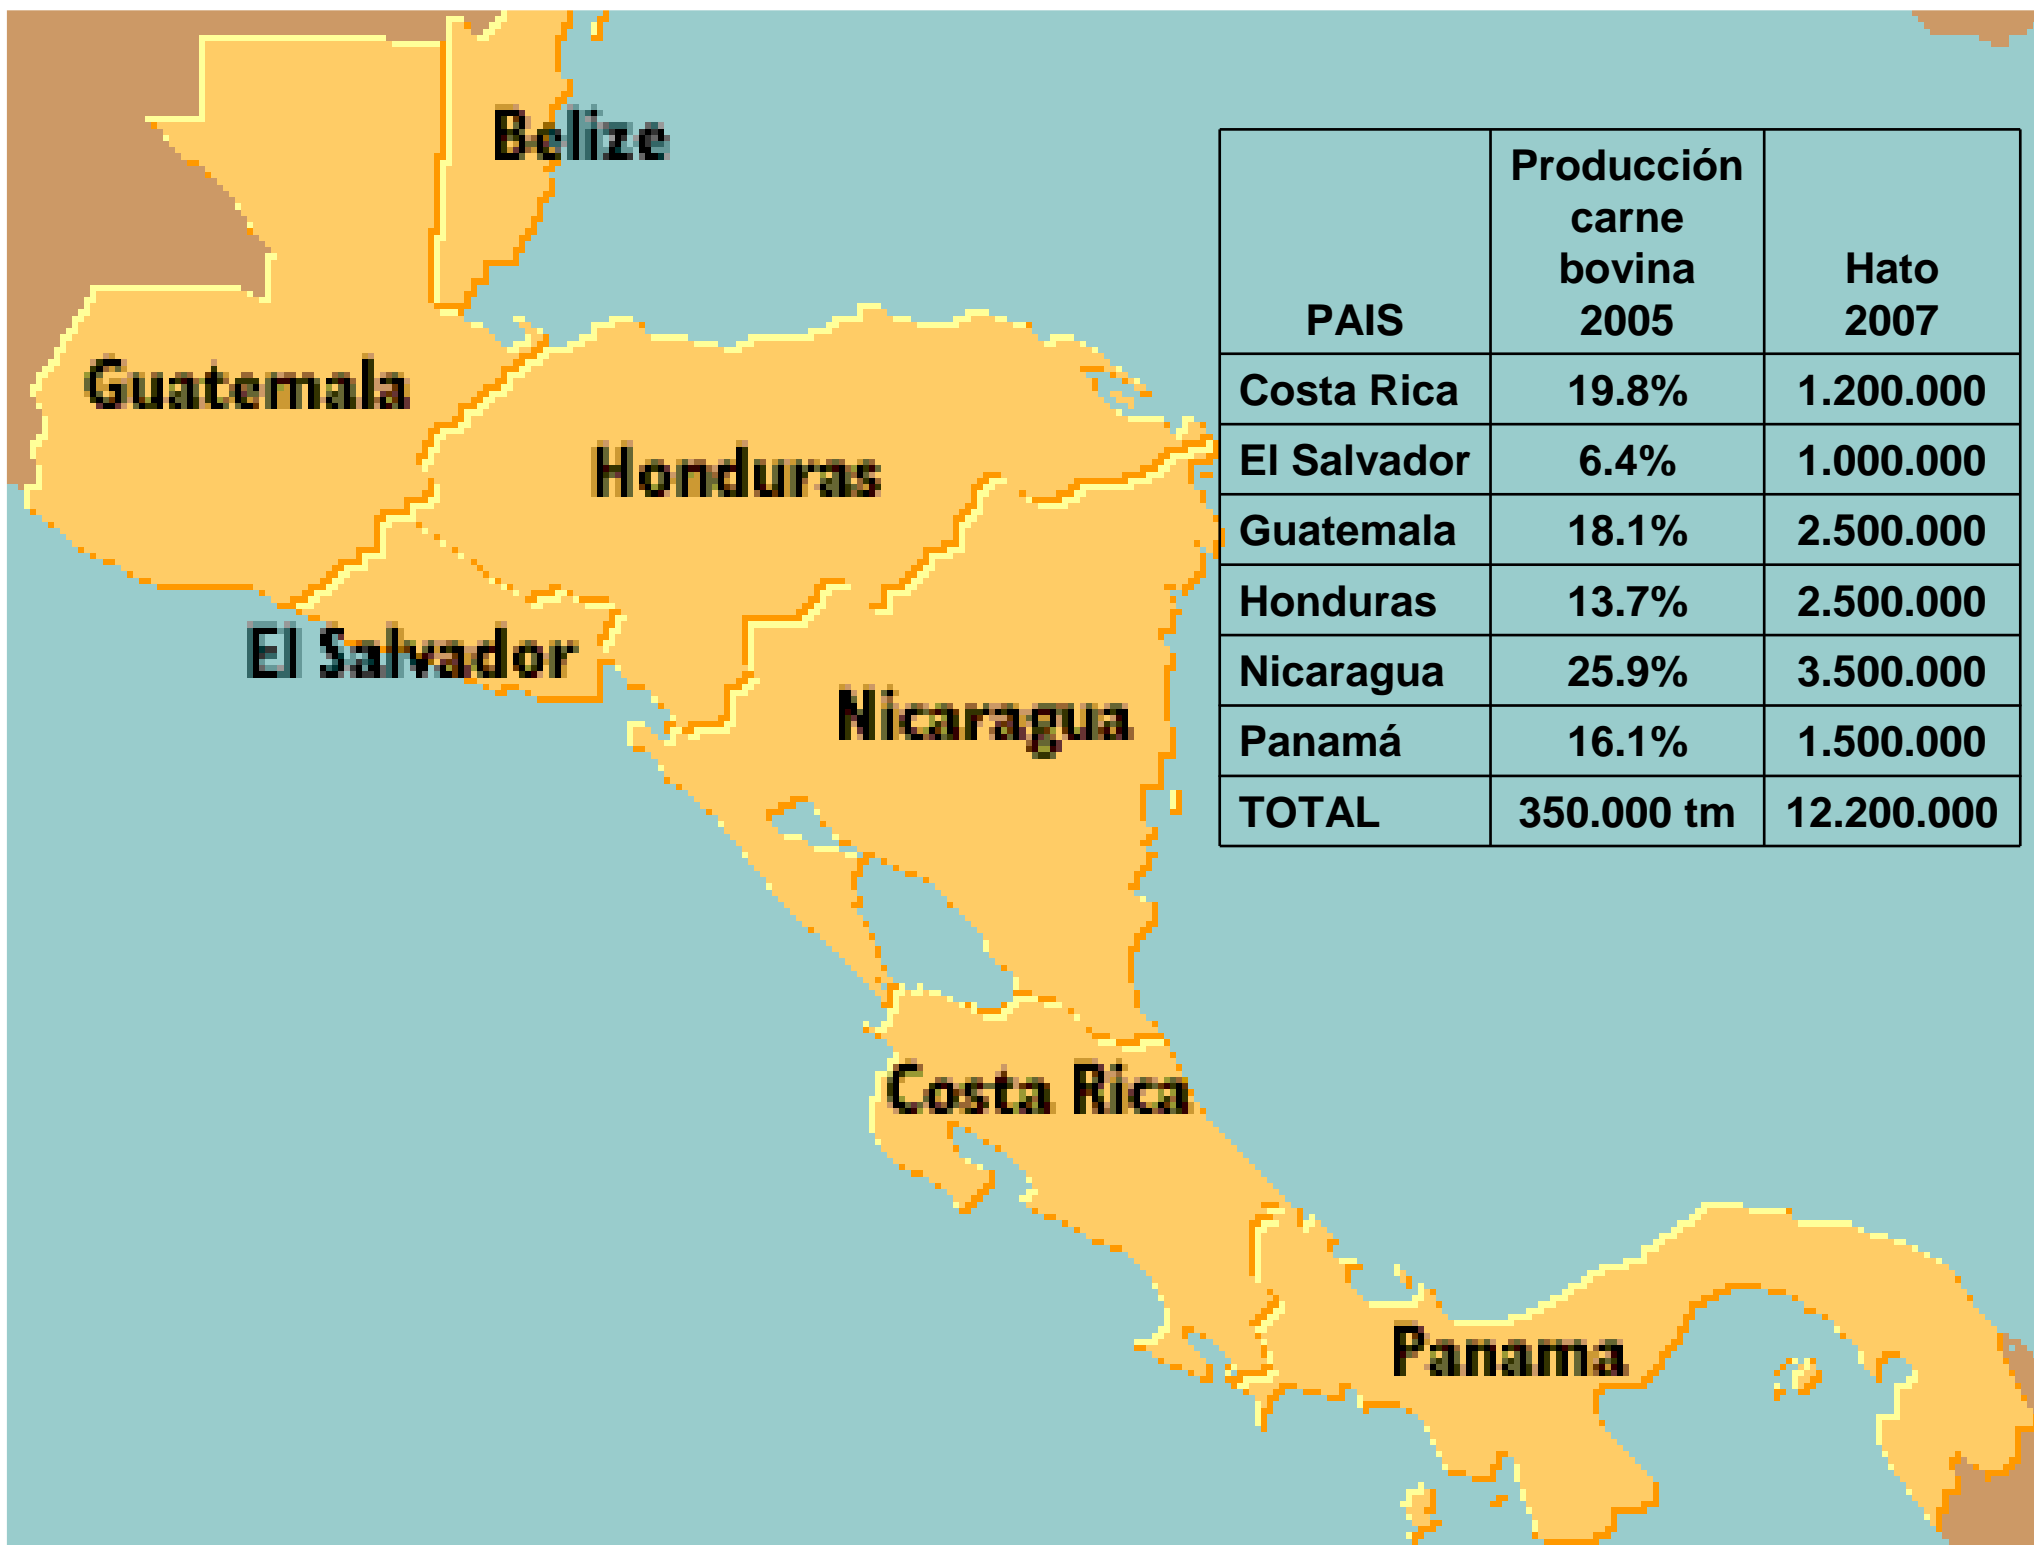 Belize
Guatemala
Honduras
El Salvador
Nicaragua
Costa Rica
Panama
PAIS Producción carne bovina 2005 Hato 2007
Costa Rica 19.8% 1.200.000
El Salvador 6.4% 1.000.000
Guatemala 18.1% 2.500.000
Honduras 13.7% 2.500.000
Nicaragua 25.9% 3.500.000
Panamá 16.1% 1.500.000
TOTAL 350.000 tm 12.200.000